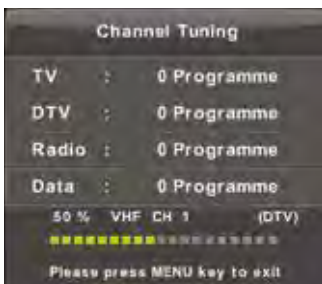 Channel Tuning
TV : 0 Programme
DTV : 0 Programme
Radio : 0 Programme
Data : 0 Programme
50 % VHF CH 1 (DTV)
Please press MENU key to exit